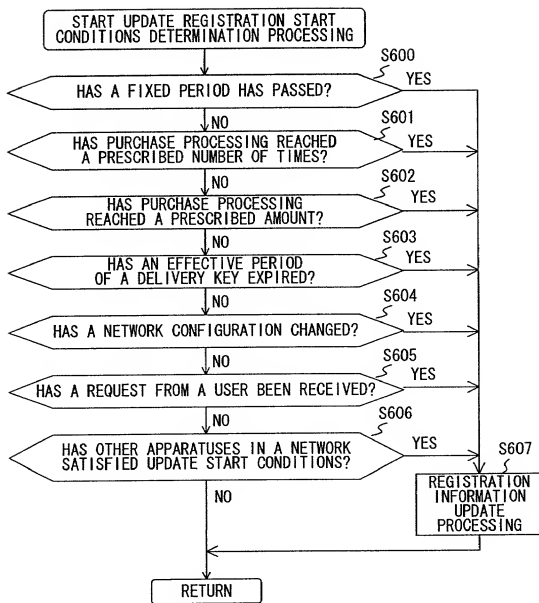 START UPDATE REGISTRATION START
CONDITIONS DETERMINATION PROCESSING
S600
HAS A FIXED PERIOD HAS PASSED?
YES
NO
S601
HAS PURCHASE PROCESSING REACHED
A PRESCRIBED NUMBER OF TIMES?
YES
NO
S602
HAS PURCHASE PROCESSING
REACHED A PRESCRIBED AMOUNT?
YES
NO
S603
HAS AN EFFECTIVE PERIOD
OF A DELIVERY KEY EXPIRED?
YES
NO
S604
HAS A NETWORK CONFIGURATION CHANGED?
YES
NO
S605
HAS A REQUEST FROM A USER BEEN RECEIVED?
YES
NO
S606
HAS OTHER APPARATUSES IN A NETWORK
SATISFIED UPDATE START CONDITIONS?
YES
NO
S607
REGISTRATION
INFORMATION
UPDATE
PROCESSING
RETURN